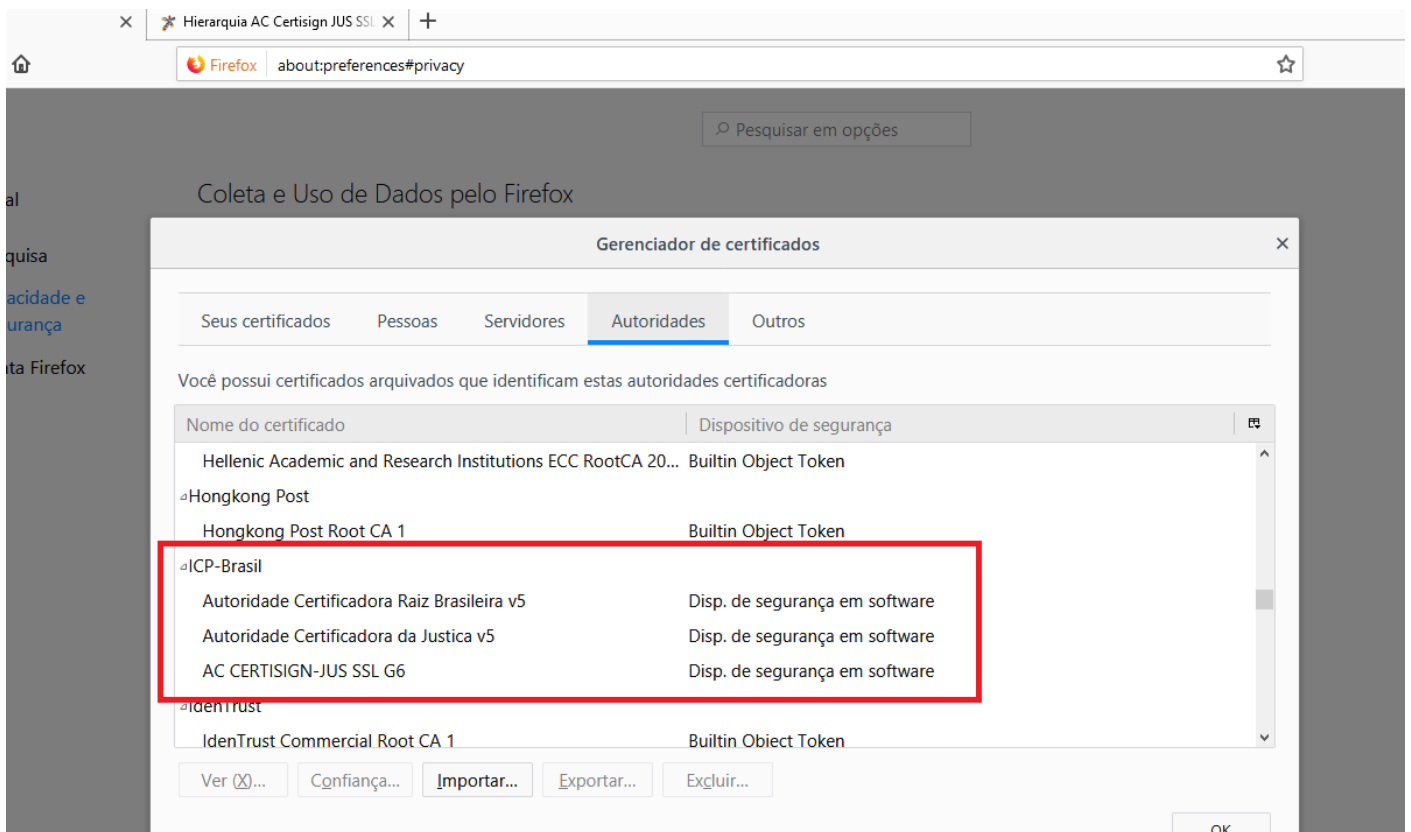 Hierarquia AC Certisign JUS SSL
Firefox about:preferences#privacy
Pesquisar em opções
al
Coleta e Uso de Dados pelo Firefox
Gerenciador de certificados
quisa
acidade e
urança
Seus certificados Pessoas Servidores Autoridades Outros
ta Firefox
Você possui certificados arquivados que identificam estas autoridades certificadoras
Nome do certificado Dispositivo de segurança
Hellenic Academic and Research Institutions ECC RootCA 20... Builtin Object Token
Hongkong Post
Hongkong Post Root CA 1 Builtin Object Token
ICP-Brasil
Autoridade Certificadora Raiz Brasileira v5 Disp. de segurança em software
Autoridade Certificadora da Justica v5 Disp. de segurança em software
AC CERTISIGN-JUS SSL G6 Disp. de segurança em software
IdenTrust
IdenTrust Commercial Root CA 1 Builtin Object Token
Ver (X)... Confiança... Importar... Exportar... Excluir...
OK